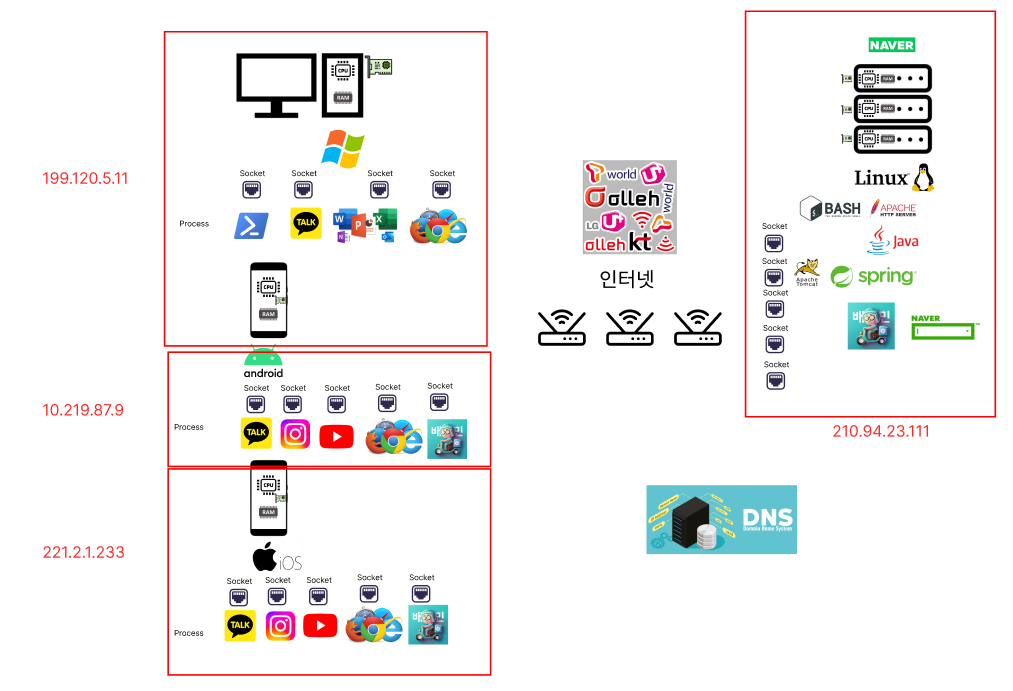 NAVER
CPU
RAM
CPU
RAM
CPU
RAM
CPU
RAM
Linux
BASH
APACHE
HTTP SERVER
Socket
Java
Socket
Apache
Tomcat
spring
Socket
NAVER
Socket
Socket
210.94.23.111
199.120.5.11
Socket
Socket
Socket
Socket
Process
TALK
W
P
X
CPU
RAM
T world U
olleh
world
LG U
olleh kt
인터넷
android
10.219.87.9
Socket
Socket
Socket
Socket
Socket
Process
TALK
CPU
RAM
DNS
Domain Name System
221.2.1.233
iOS
Socket
Socket
Socket
Socket
Socket
Process
TALK